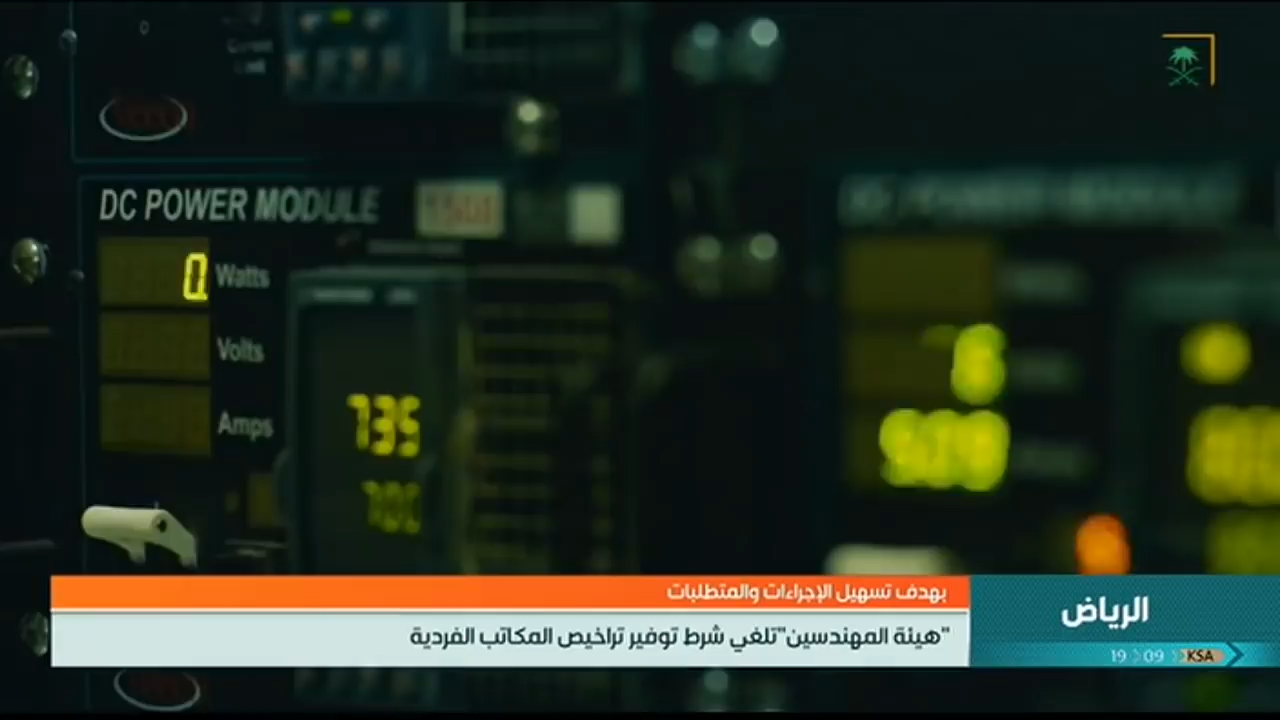 DC POWER MODULE
0 Watts
Volts
Amps
735
700
بهدف تسهيل الإجراءات والمتطلبات
"هيئة المهندسين"تلغي شرط توفير تراخيص المكاتب الفردية
الرياض
19:09 KSA